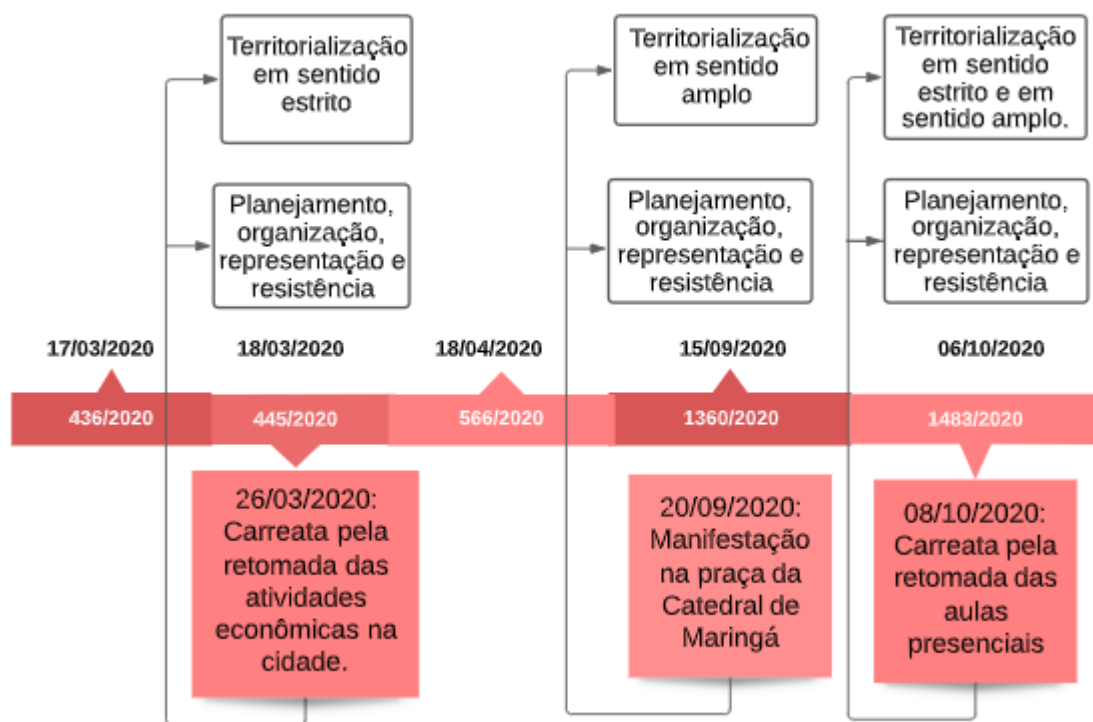 Territorialização
em sentido
estrito
Territorialização
em sentido
amplo
Territorialização
em sentido
estrito e em
sentido amplo.
Planejamento,
organização,
representação e
resistência
Planejamento,
organização,
representação e
resistência
Planejamento,
organização,
representação e
resistência
17/03/2020
18/03/2020
18/04/2020
15/09/2020
06/10/2020
436/2020
445/2020
566/2020
1360/2020
1483/2020
26/03/2020:
Carreata pela
retomada das
atividades
econômicas na
cidade.
20/09/2020:
Manifestação
na praça da
Catedral de
Maringá
08/10/2020:
Carreata pela
retomada das
aulas
presenciais